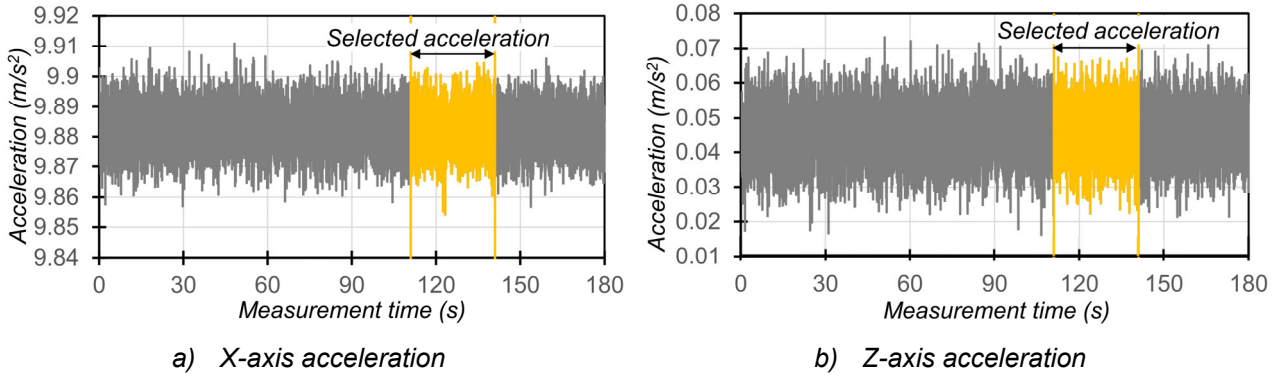 9.92
9.91
9.9
9.89
9.88
9.87
9.86
9.85
9.84
Acceleration (m/s²)
Selected acceleration
0 30 60 90 120 150 180
Measurement time (s)
a) X-axis acceleration
0.08
0.07
0.06
0.05
0.04
0.03
0.02
0.01
Acceleration (m/s²)
Selected acceleration
0 30 60 90 120 150 180
Measurement time (s)
b) Z-axis acceleration